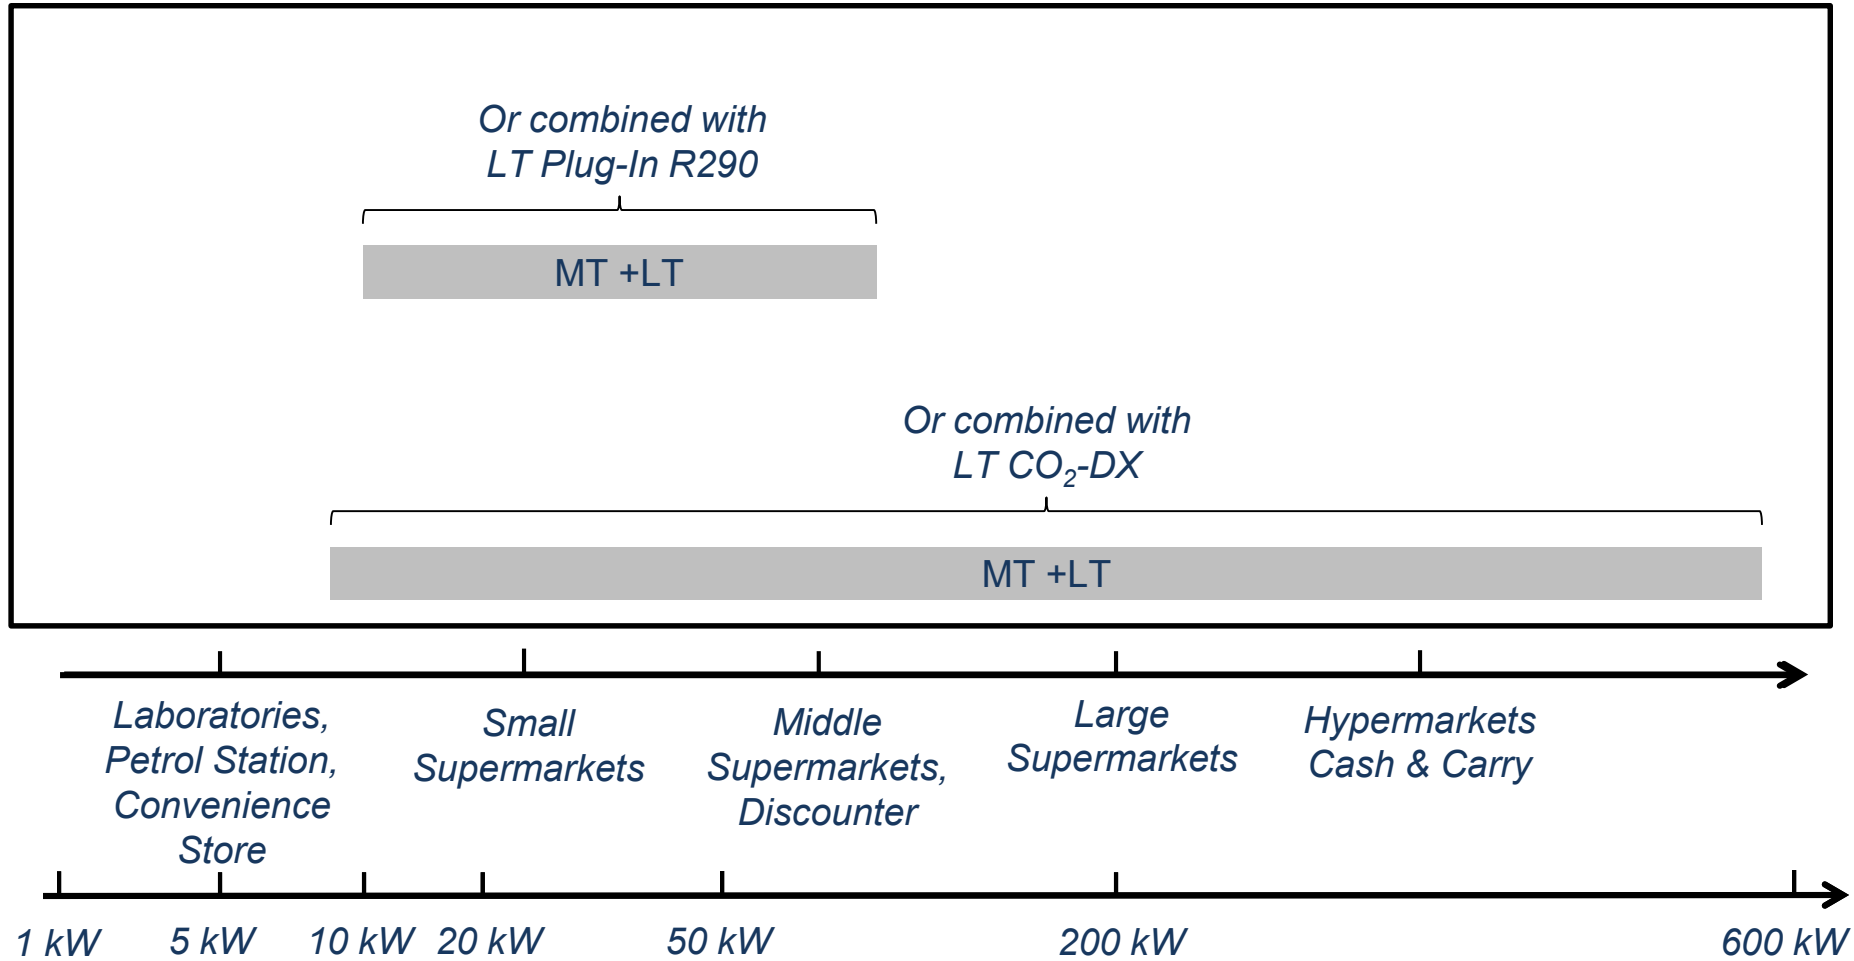 Or combined with
LT Plug-In R290
MT +LT
Or combined with
LT CO₂-DX
MT +LT
Laboratories,
Petrol Station,
Convenience
Store
Small
Supermarkets
Middle
Supermarkets,
Discounter
Large
Supermarkets
Hypermarkets
Cash & Carry
1 kW
5 kW
10 kW
20 kW
50 kW
200 kW
600 kW